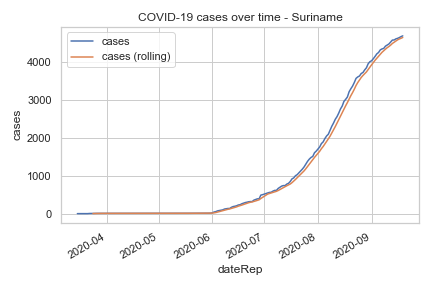 COVID-19 cases over time - Suriname
cases
cases (rolling)
4000
3000
2000
1000
0
cases
2020-04
2020-05
2020-06
2020-07
2020-08
2020-09
dateRep